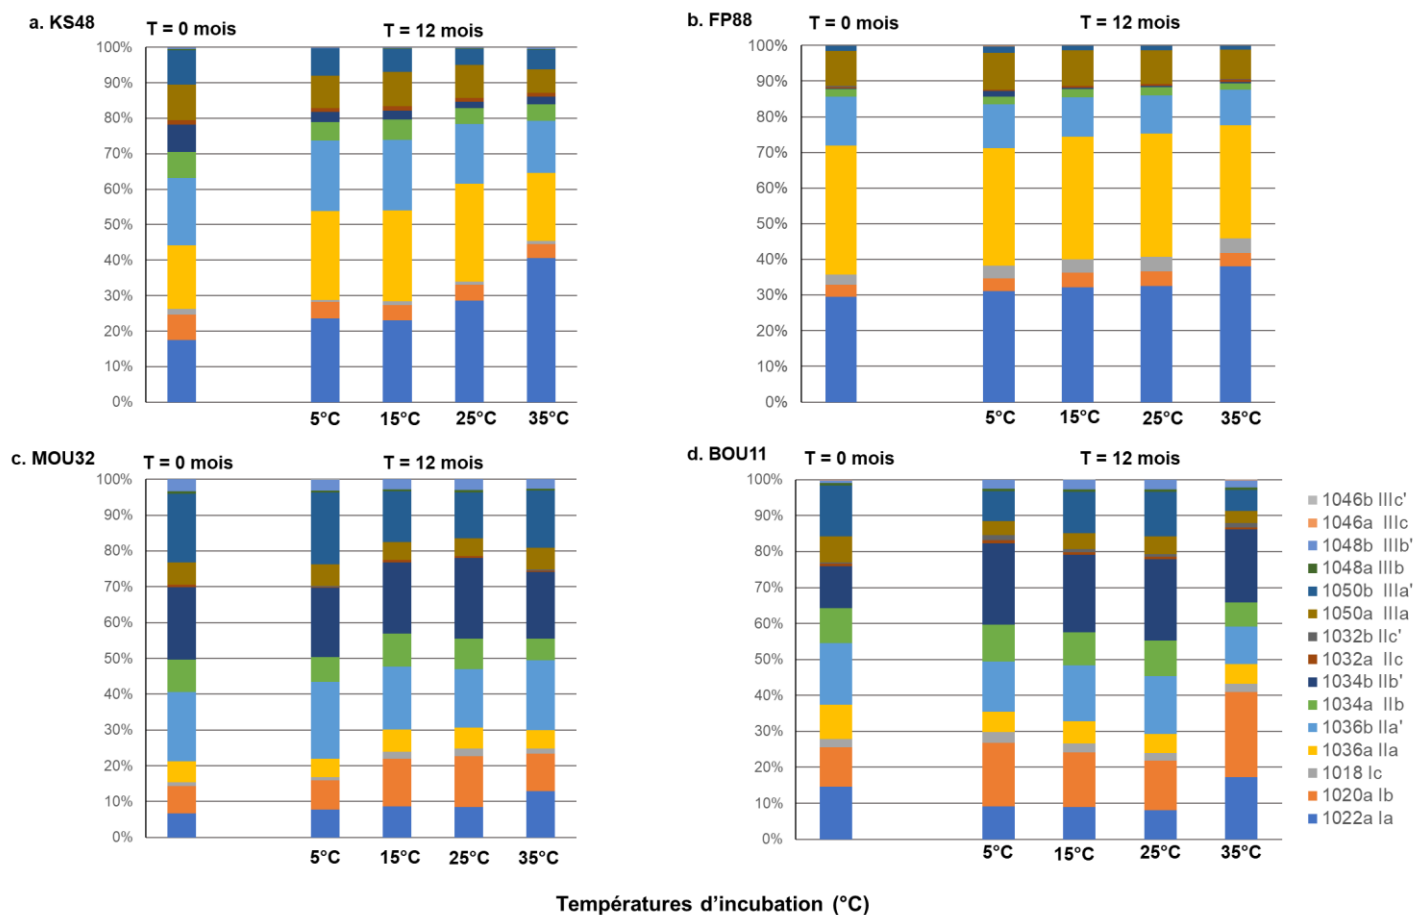 a. KS48
T = 0 mois
T = 12 mois
100%
90%
80%
70%
60%
50%
40%
30%
20%
10%
0%
5°C
15°C
25°C
35°C
b. FP88
T = 0 mois
T = 12 mois
100%
90%
80%
70%
60%
50%
40%
30%
20%
10%
0%
5°C
15°C
25°C
35°C
c. MOU32
T = 0 mois
T = 12 mois
100%
90%
80%
70%
60%
50%
40%
30%
20%
10%
0%
5°C
15°C
25°C
35°C
d. BOU11
T = 0 mois
T = 12 mois
100%
90%
80%
70%
60%
50%
40%
30%
20%
10%
0%
5°C
15°C
25°C
35°C
1046b IIIc'
1046a IIIc
1048b IIIb'
1048a IIIb
1050b IIIa'
1050a IIIa
1032b IIc'
1032a IIc
1034b IIb'
1034a IIb
1036b IIa'
1036a IIa
1018 Ic
1020a Ib
1022a Ia
Températures d'incubation (°C)